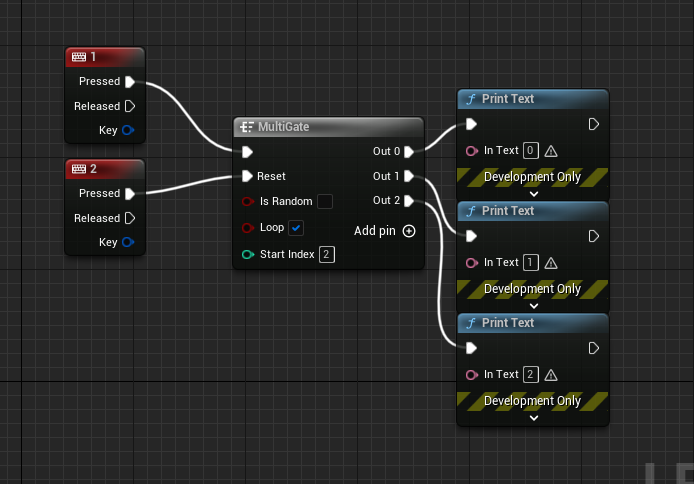 1
Pressed
Released
Key
2
Pressed
Released
Key
MultiGate
Out 0
Reset
Out 1
Is Random
Out 2
Loop
Add pin
Start Index 2
Print Text
In Text 0
Development Only
Print Text
In Text 1
Development Only
Print Text
In Text 2
Development Only